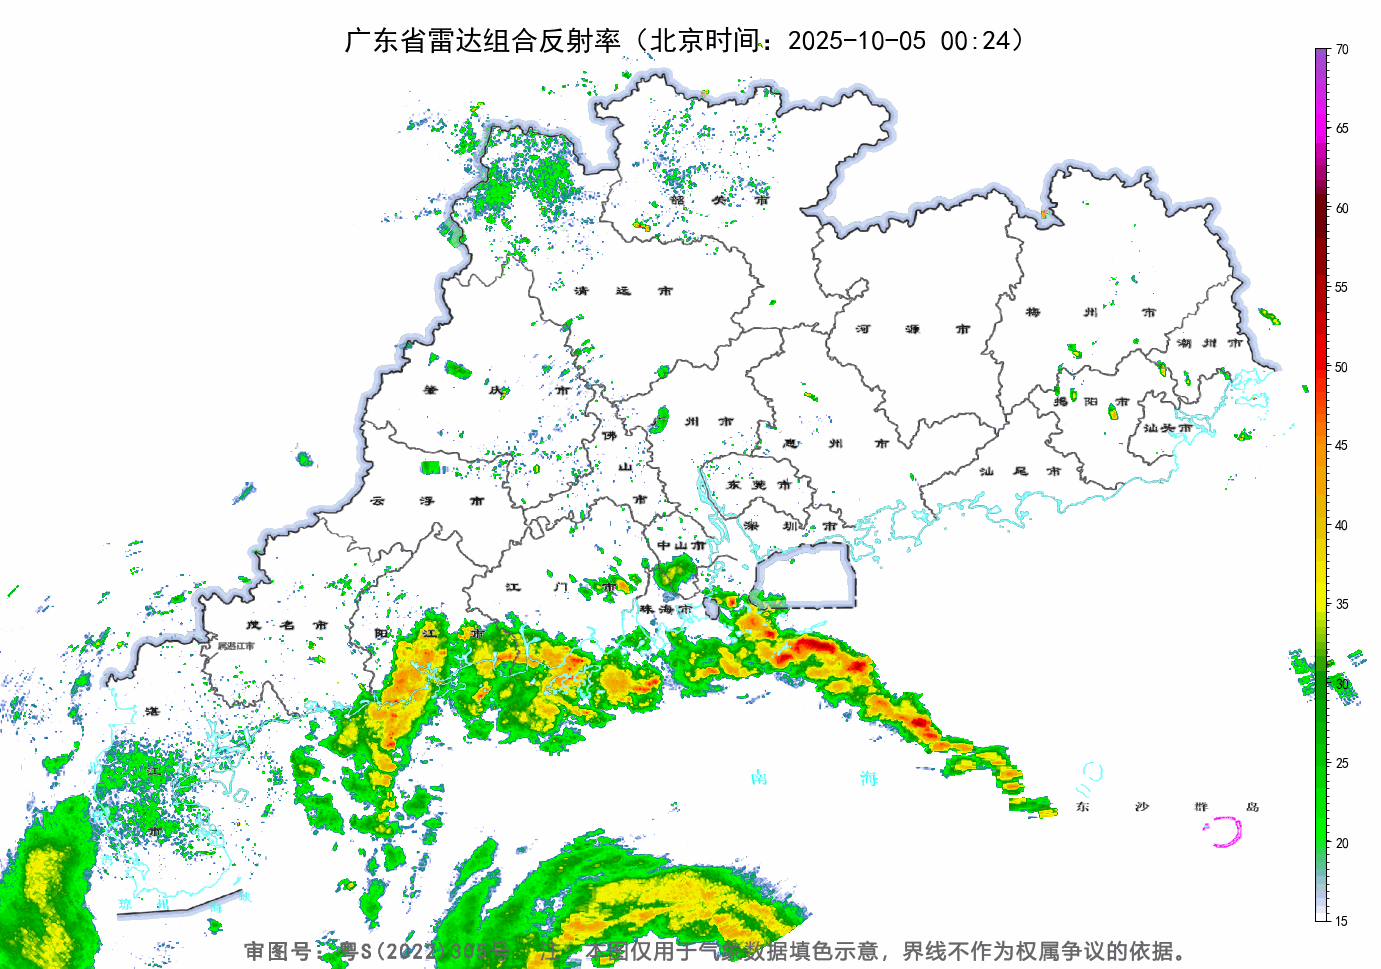 广东省雷达组合反射率（北京时间：2025-10-05 00:24）
70
65
60
55
50
45
40
35
30
25
20
15
韶关市
清远市
河源市
梅州市
潮州市
肇庆市
揭阳市
广州市
汕头市
佛山市
惠州市
汕尾市
东莞市
云浮市
深圳市
中山市
江门市
珠海市
茂名市
阳江市
属湛江市
湛江市
南海
东沙群岛
琼州海峡
审图号：粤S(2022)305号 注：本图仅用于气象数据填色示意，界线不作为权属争议的依据。